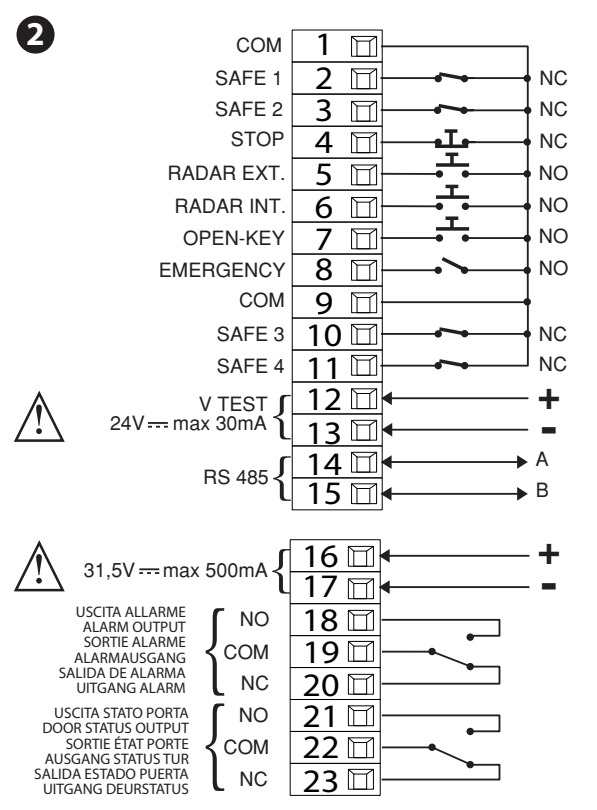 2
COM 1
SAFE 1 2 NC
SAFE 2 3 NC
STOP 4 NC
RADAR EXT. 5 NO
RADAR INT. 6 NO
OPEN-KEY 7 NO
EMERGENCY 8 NO
COM 9
SAFE 3 10 NC
SAFE 4 11 NC
V TEST 12 +
24V⎓ max 30mA 13 -
RS 485 14 A
15 B
31,5V⎓ max 500mA 16 +
17 -
USCITA ALLARME
ALARM OUTPUT
SORTIE ALARME
ALARMAUSGANG
SALIDA DE ALARMA
UITGANG ALARM
NO 18
COM 19
NC 20
USCITA STATO PORTA
DOOR STATUS OUTPUT
SORTIE ÉTAT PORTE
AUSGANG STATUS TUR
SALIDA ESTADO PUERTA
UITGANG DEURSTATUS
NO 21
COM 22
NC 23